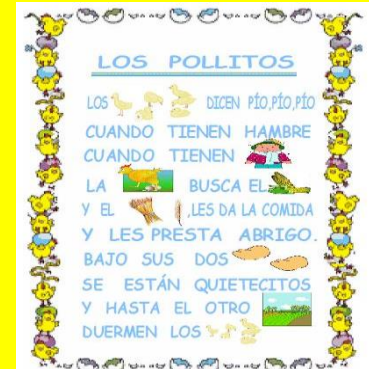 LOS POLLITOS
LOS DICEN PÍO,PÍO,PÍO
CUANDO TIENEN HAMBRE
CUANDO TIENEN
LA BUSCA EL
Y EL ,LES DA LA COMIDA
Y LES PRESTA ABRIGO.
BAJO SUS DOS
SE ESTÁN QUIETECITOS
Y HASTA EL OTRO
DUERMEN LOS